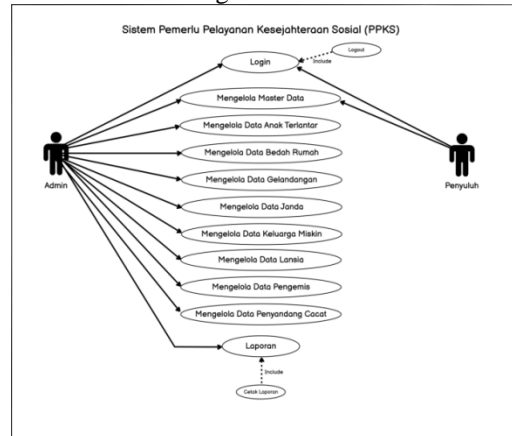 Sistem Pemerlu Pelayanan Kesejahteraan Sosial (PPKS)
Logout
Include
Login
Mengelola Master Data
Mengelola Data Anak Terlantar
Mengelola Data Bedah Rumah
Mengelola Data Gelandangan
Mengelola Data Janda
Mengelola Data Keluarga Miskin
Mengelola Data Lansia
Mengelola Data Pengemis
Mengelola Data Penyandang Cacat
Laporan
Include
Cetak Laporan
Admin
Penyuluh